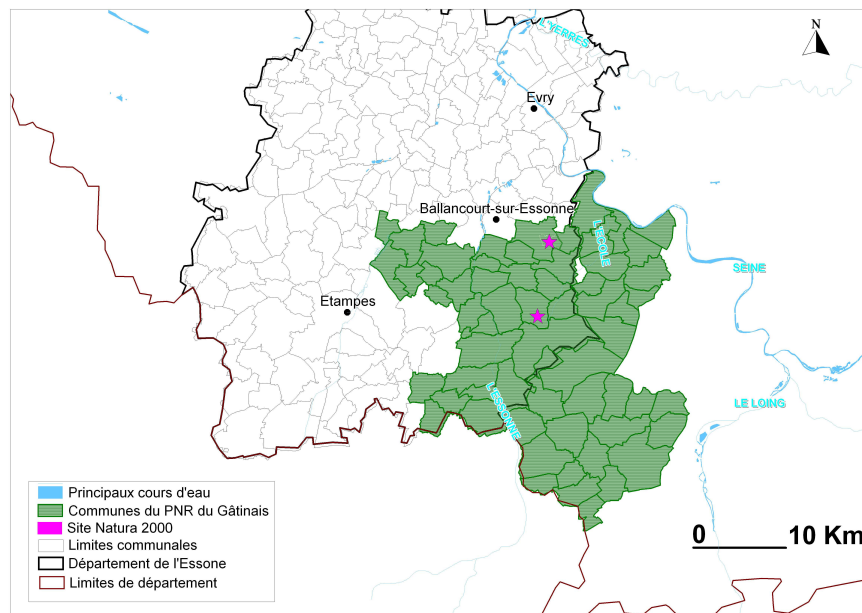 L'YERRES
N
Evry
Ballancourt-sur-Essonne
L'ECOLE
SEINE
Etampes
L'ESSONNE
LE LOING
Principaux cours d'eau
Communes du PNR du Gâtinais
Site Natura 2000
Limites communales
Département de l'Essone
Limites de département
0 10 Km